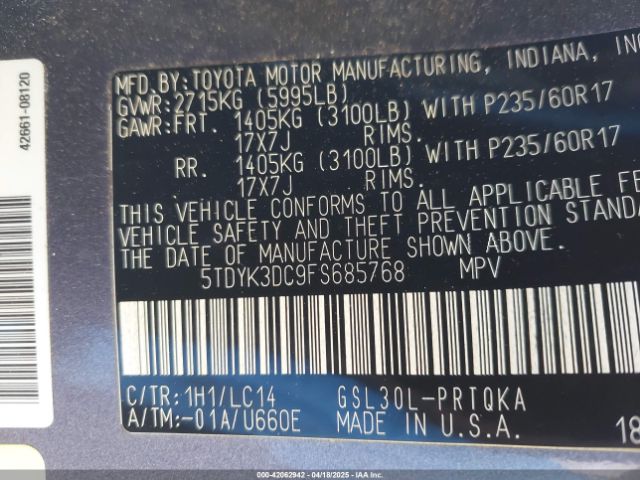 42661-08120
MFD. BY: TOYOTA MOTOR MANUFACTURING, INDIANA, INC
GVWR: 2715KG (5995LB)
GAWR: FRT. 1405KG (3100LB) WITH P235/60R17
17X7J RIMS.
RR. 1405KG (3100LB) WITH P235/60R17
17X7J RIMS.
THIS VEHICLE CONFORMS TO ALL APPLICABLE FE
VEHICLE SAFETY AND THEFT PREVENTION STANDA
THE DATE OF MANUFACTURE SHOWN ABOVE.
5TDYK3DC9FS685768 MPV
C/TR: 1H1/LC14 GSL30L-PRTQKA
A/TM: -01A/U660E MADE IN U.S.A. 18
000-42062942 - 04/18/2025 - IAAI.COM